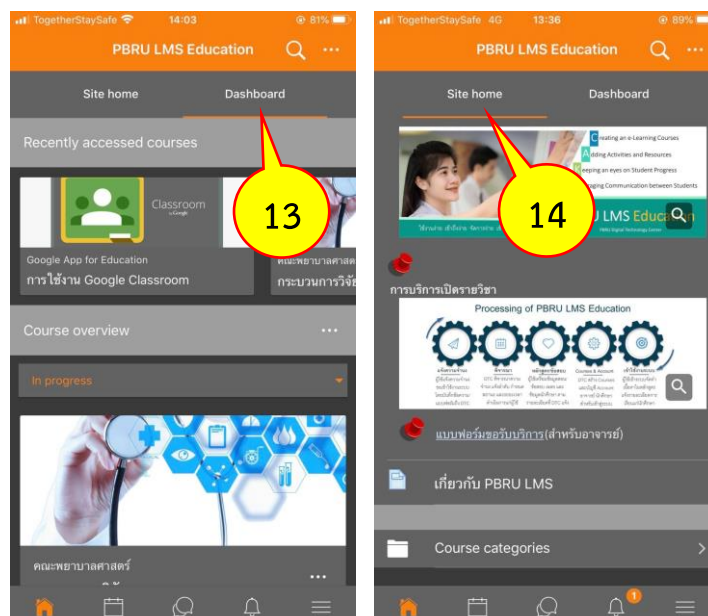 TogetherStaySafe 14:03 81%
PBRU LMS Education
Site home Dashboard
Recently accessed courses
13
Classroom
by Google
Google App for Education
การใช้งาน Google Classroom
คณะพยาบาลศาสต
กระบวนการวิจัย
Course overview
In progress
คณะพยาบาลศาสตร์
TogetherStaySafe 4G 13:36 89%
PBRU LMS Education
Site home Dashboard
14
Creating an e-Learning Courses
Adding Activities and Resources
Keeping an eyes on Student Progress
aging Communication between Students
U LMS Education
PBRU Digital Technology Center
การบริการเปิดรายวิชา
Processing of PBRU LMS Education
Courses & Account
แบบฟอร์มขอรับบริการ(สำหรับอาจารย์)
เกี่ยวกับ PBRU LMS
Course categories
1